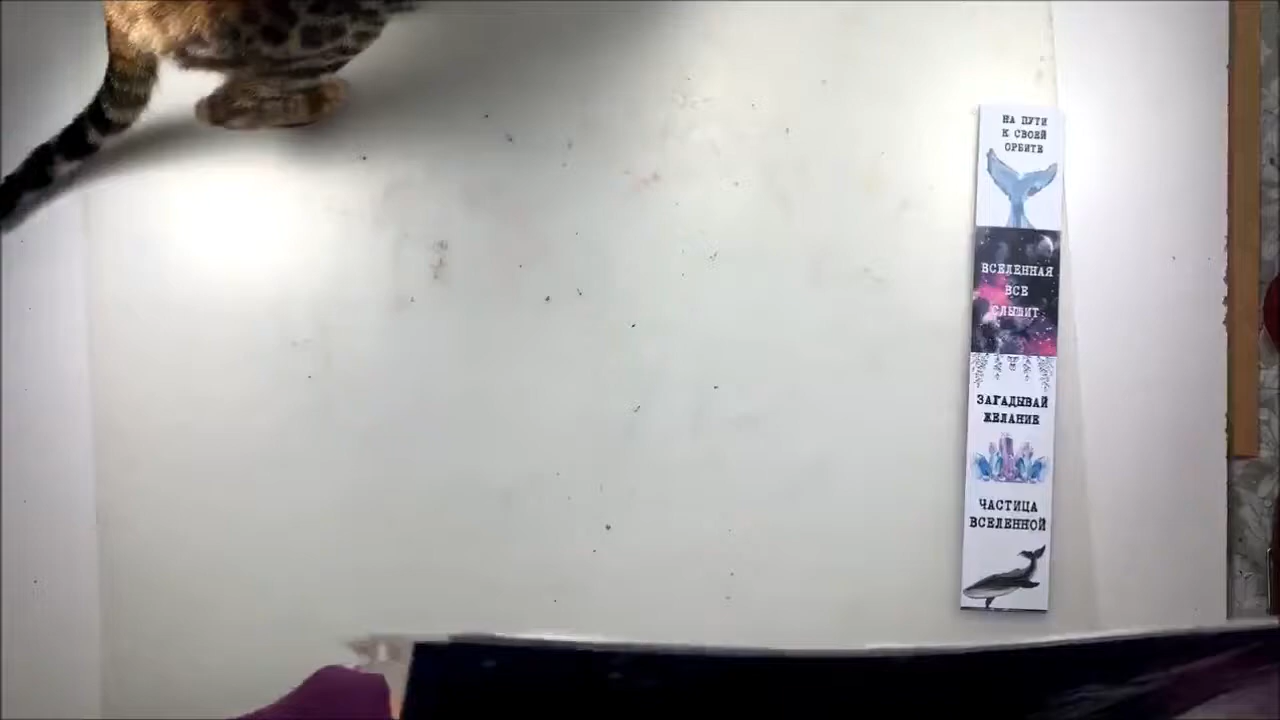 НА ПУТИ
К СВОЕЙ
ОРБИТЕ
ВСЕЛЕННАЯ
ВСЕ
СЛЫШИТ
ЗАГАДЫВАЙ
ЖЕЛАНИЕ
ЧАСТИЦА
ВСЕЛЕННОЙ